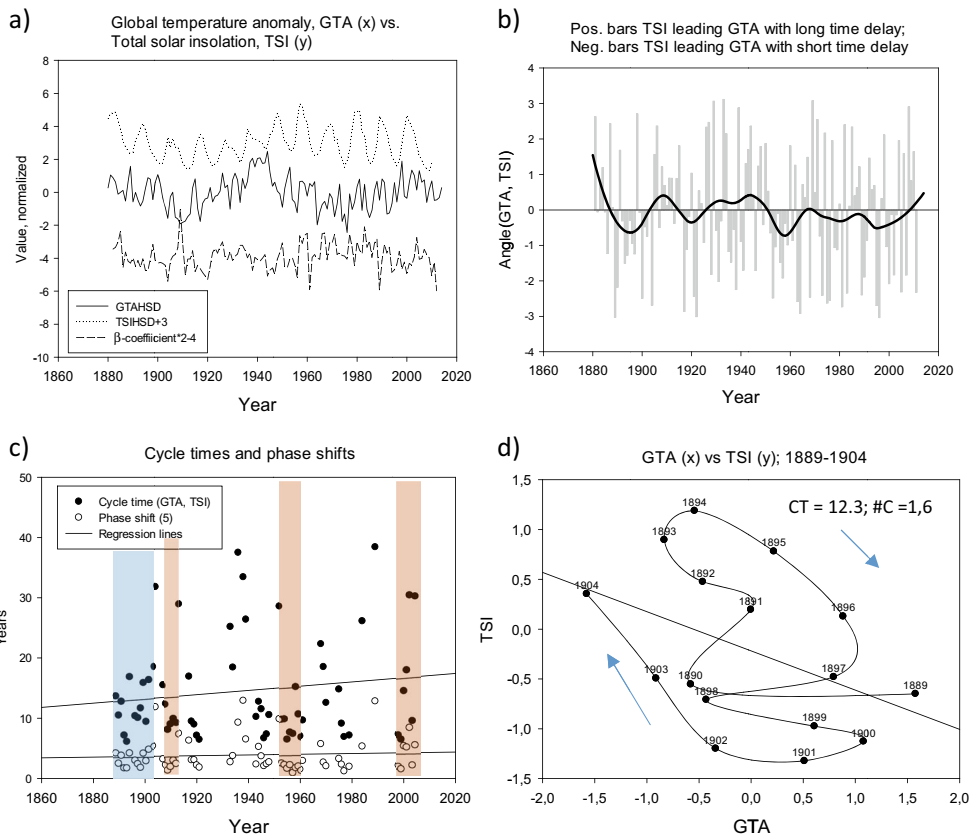 a)
Global temperature anomaly, GTA (x) vs.
Total solar insolation, TSI (y)
Value, normalized
8
6
4
2
0
-2
-4
-6
-8
-10
GTAHSD
TSIHSD+3
β-coeffiicient*2-4
1860 1880 1900 1920 1940 1960 1980 2000 2020
Year
b)
Pos. bars TSI leading GTA with long time delay;
Neg. bars TSI leading GTA with short time delay
Angle(GTA, TSI)
4
3
2
1
0
-1
-2
-3
-4
1860 1880 1900 1920 1940 1960 1980 2000 2020
Year
c)
Cycle times and phase shifts
Years
50
40
30
20
10
0
Cycle time (GTA, TSI)
Phase shift (5)
Regression lines
1860 1880 1900 1920 1940 1960 1980 2000 2020
Year
d)
GTA (x) vs TSI (y); 1889-1904
CT = 12.3; #C =1,6
TSI
1,5
1,0
0,5
0,0
-0,5
-1,0
-1,5
1894
1893
1895
1892
1904
1891
1896
1903
1890
1897
1889
1898
1899
1900
1902
1901
-2,0 -1,5 -1,0 -0,5 0,0 0,5 1,0 1,5 2,0
GTA